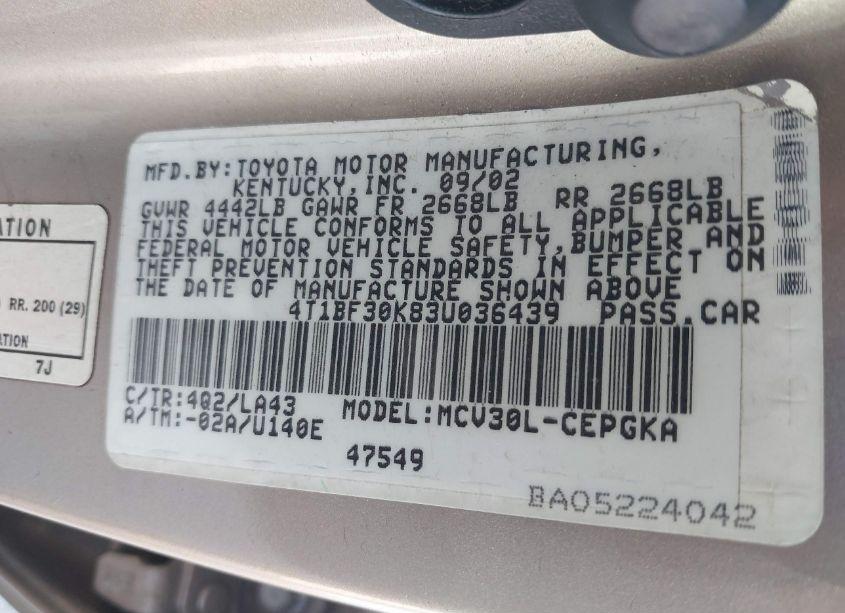 MFD.BY:TOYOTA MOTOR MANUFACTURING,
KENTUCKY,INC. 09/02
GVWR 4442LB GAWR FR 2668LB RR 2668LB
THIS VEHICLE CONFORMS TO ALL APPLICABLE
FEDERAL MOTOR VEHICLE SAFETY,BUMPER AND
THEFT PREVENTION STANDARDS IN EFFECT ON
THE DATE OF MANUFACTURE SHOWN ABOVE
4T1BF30K83U036439 PASS.CAR
C/TR:402/LA43 MODEL:MCV30L-CEPGKA
A/TM:-02A/U140E
47549
BA05224042
RR. 200 (29)
7J